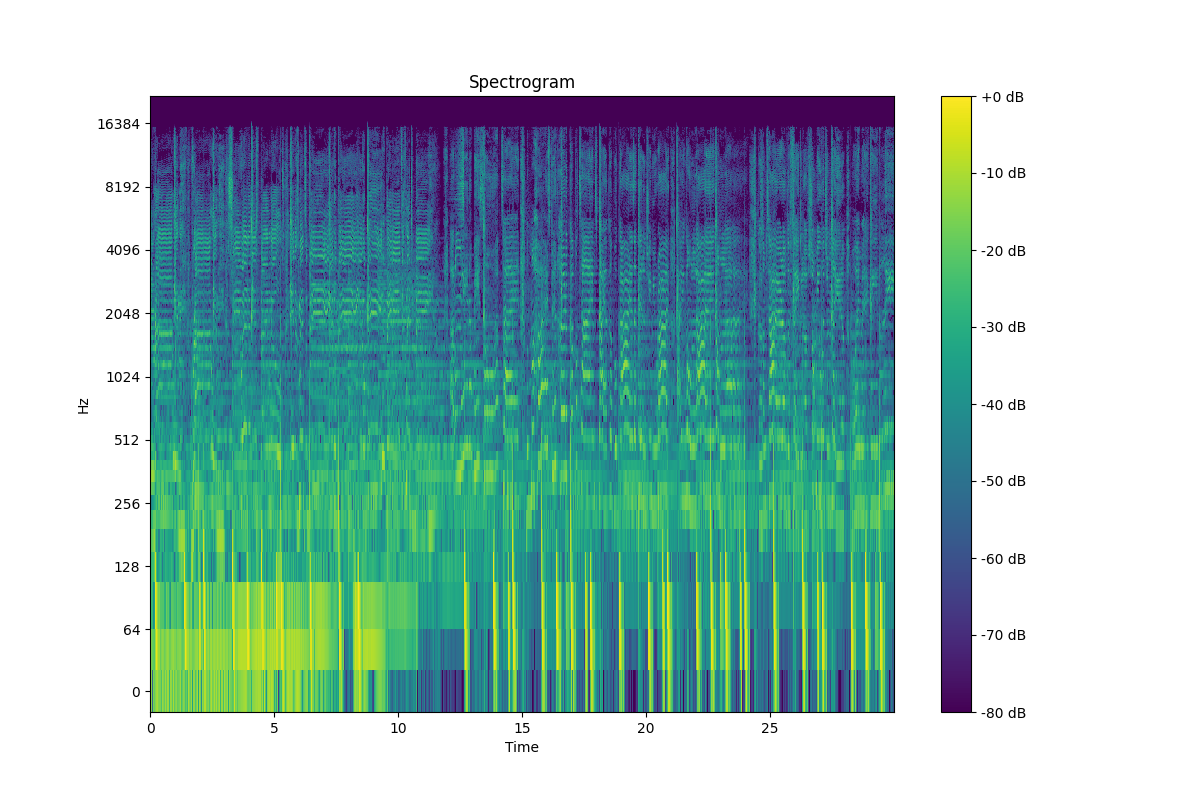 Spectrogram
Hz
16384
8192
4096
2048
1024
512
256
128
64
0
0 5 10 15 20 25
Time
+0 dB
-10 dB
-20 dB
-30 dB
-40 dB
-50 dB
-60 dB
-70 dB
-80 dB